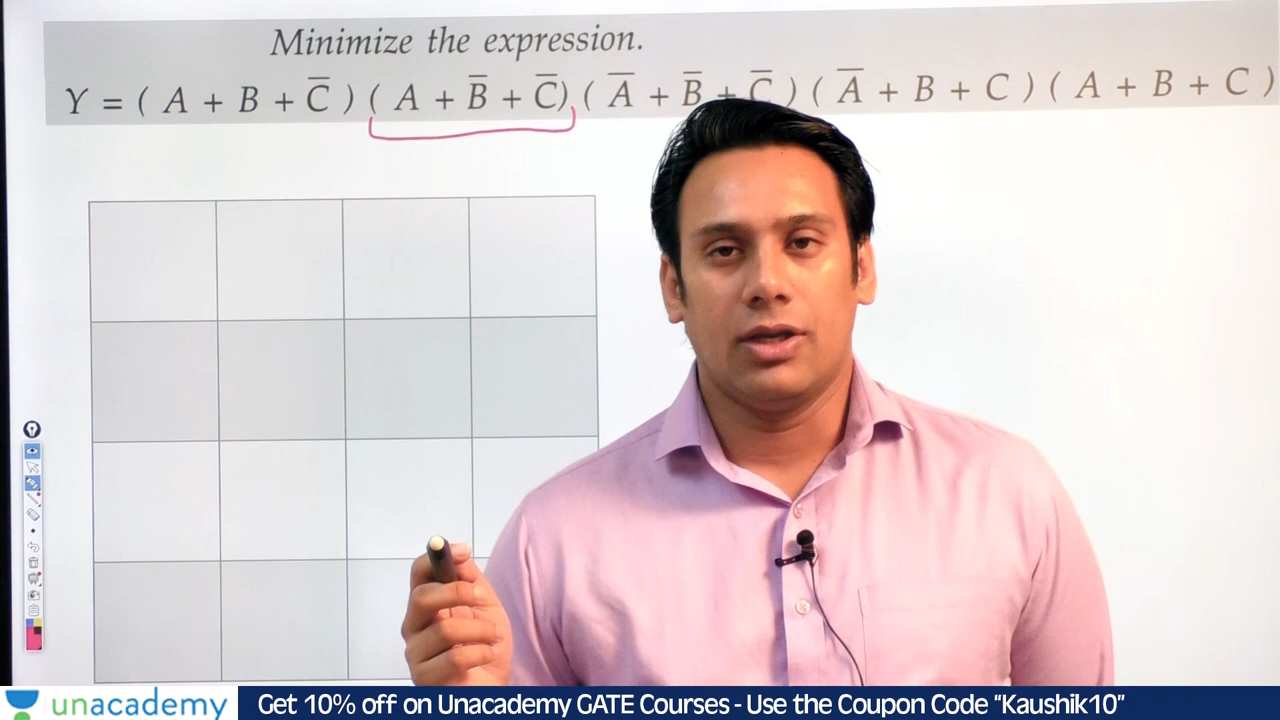 Minimize the expression.
Y = ( A + B + C̅ ) ( A + B̅ + C̅ ) ( A̅ + B̅ + C̅ ) ( A̅ + B + C ) ( A + B + C )
unacademy
Get 10% off on Unacademy GATE Courses - Use the Coupon Code "Kaushik10"